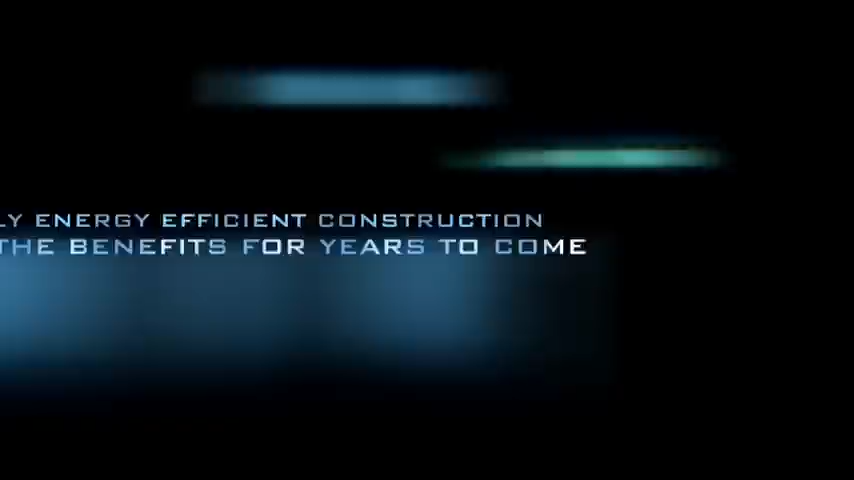 LY ENERGY EFFICIENT CONSTRUCTION
THE BENEFITS FOR YEARS TO COME